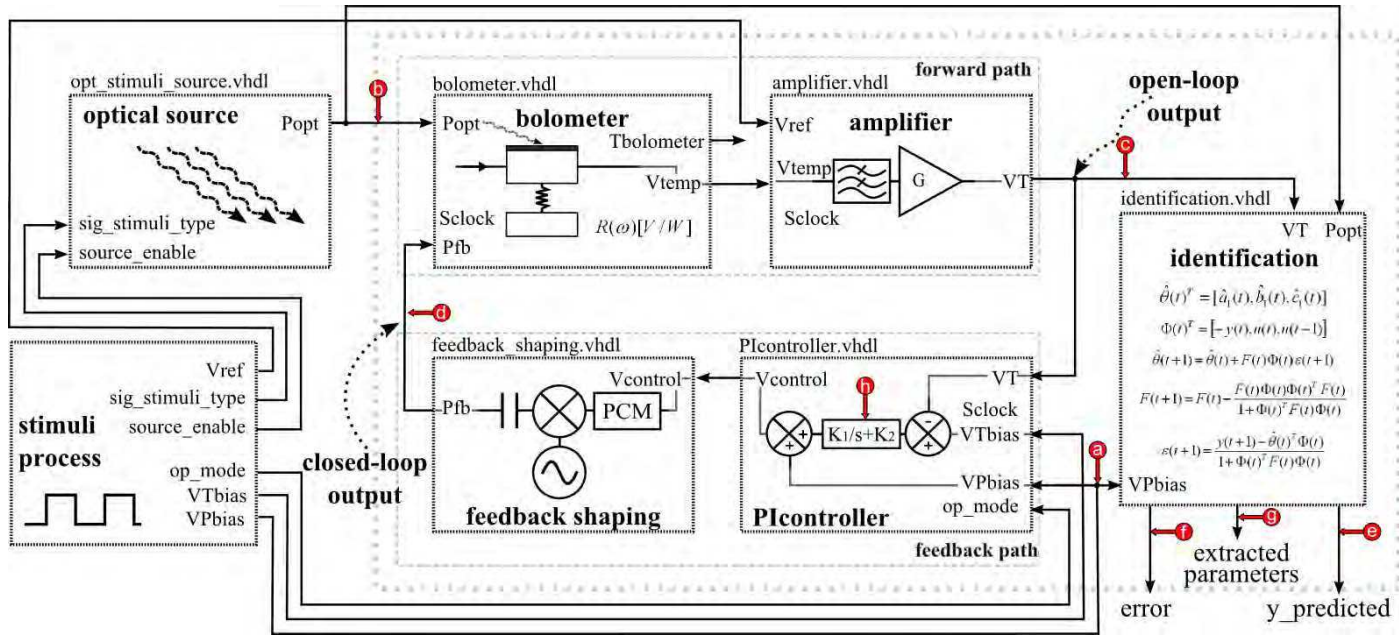 opt_stimuli_source.vhdl
optical source
Popt
sig_stimuli_type
source_enable
b
forward path
bolometer.vhdl
bolometer
Popt
Tbolometer
Vtemp
Sclock
R(ω)[V/W]
Pfb
amplifier.vhdl
Vref
amplifier
Vtemp
G
VT
Sclock
open-loop
output
c
identification.vhdl
VT Popt
identification
θ̂(t)ᵀ = [â₁(t), b̂₁(t), ĉ₁(t)]
Φ(t)ᵀ = [−y(t), u(t), u(t−1)]
θ̂(t+1) = θ̂(t) + F(t)Φ(t)ε(t+1)
F(t+1) = F(t) − F(t)Φ(t)Φ(t)ᵀF(t) / 1+Φ(t)ᵀF(t)Φ(t)
ε(t+1) = y(t+1) − θ̂(t)ᵀΦ(t) / 1+Φ(t)ᵀF(t)Φ(t)
VPbias
stimuli
process
Vref
sig_stimuli_type
source_enable
op_mode
VTbias
VPbias
d
closed-loop
output
feedback_shaping.vhdl
Vcontrol
Pfb
PCM
feedback shaping
PIcontroller.vhdl
Vcontrol
VT
h
K₁/s+K₂
-
+
+
+
Sclock
VTbias
VPbias
op_mode
PIcontroller
feedback path
a
f
g
e
extracted
parameters
error
y_predicted